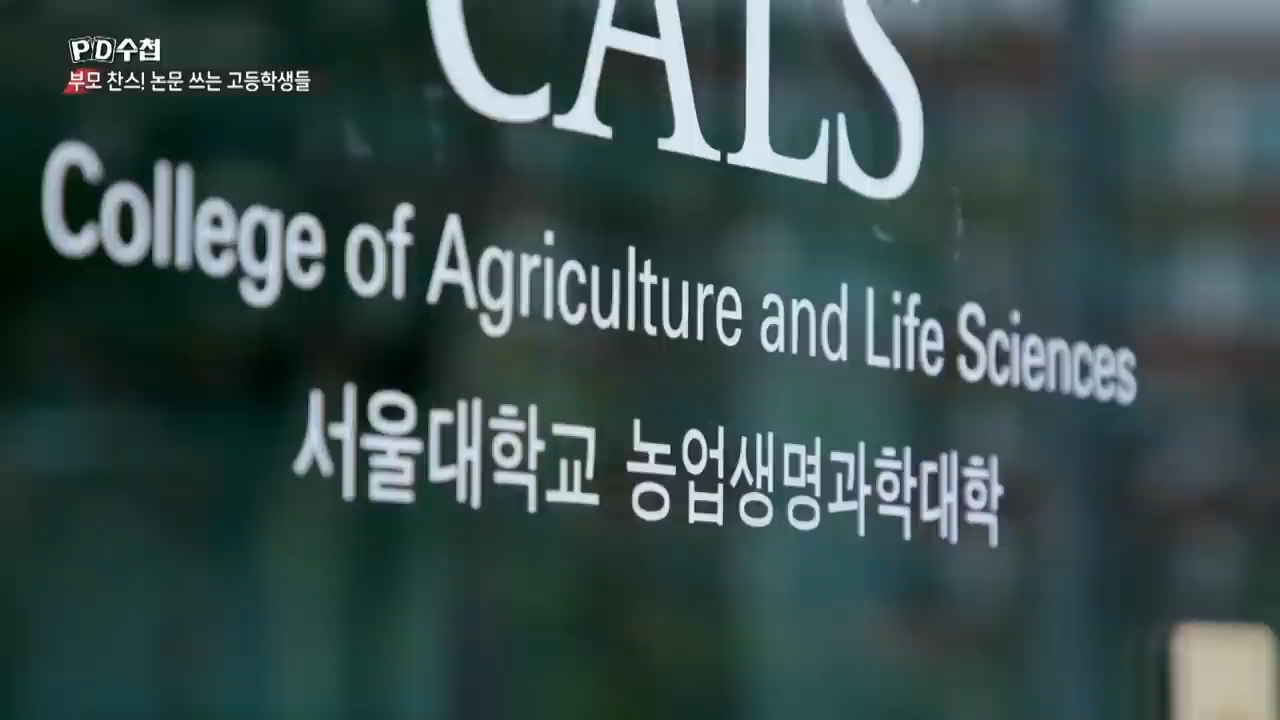 PD수첩
부모 찬스! 논문 쓰는 고등학생들
CALS
College of Agriculture and Life Sciences
서울대학교 농업생명과학대학